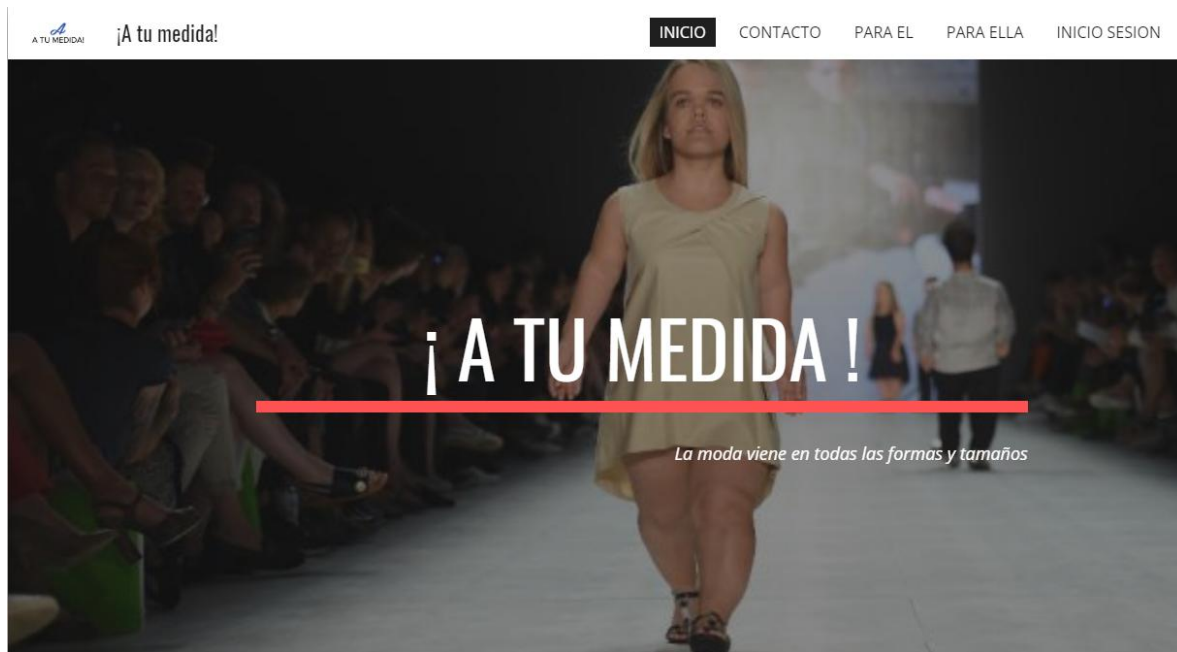 A
A TU MEDIDA!
¡A tu medida!
INICIO CONTACTO PARA EL PARA ELLA INICIO SESION
¡ A TU MEDIDA !
La moda viene en todas las formas y tamaños